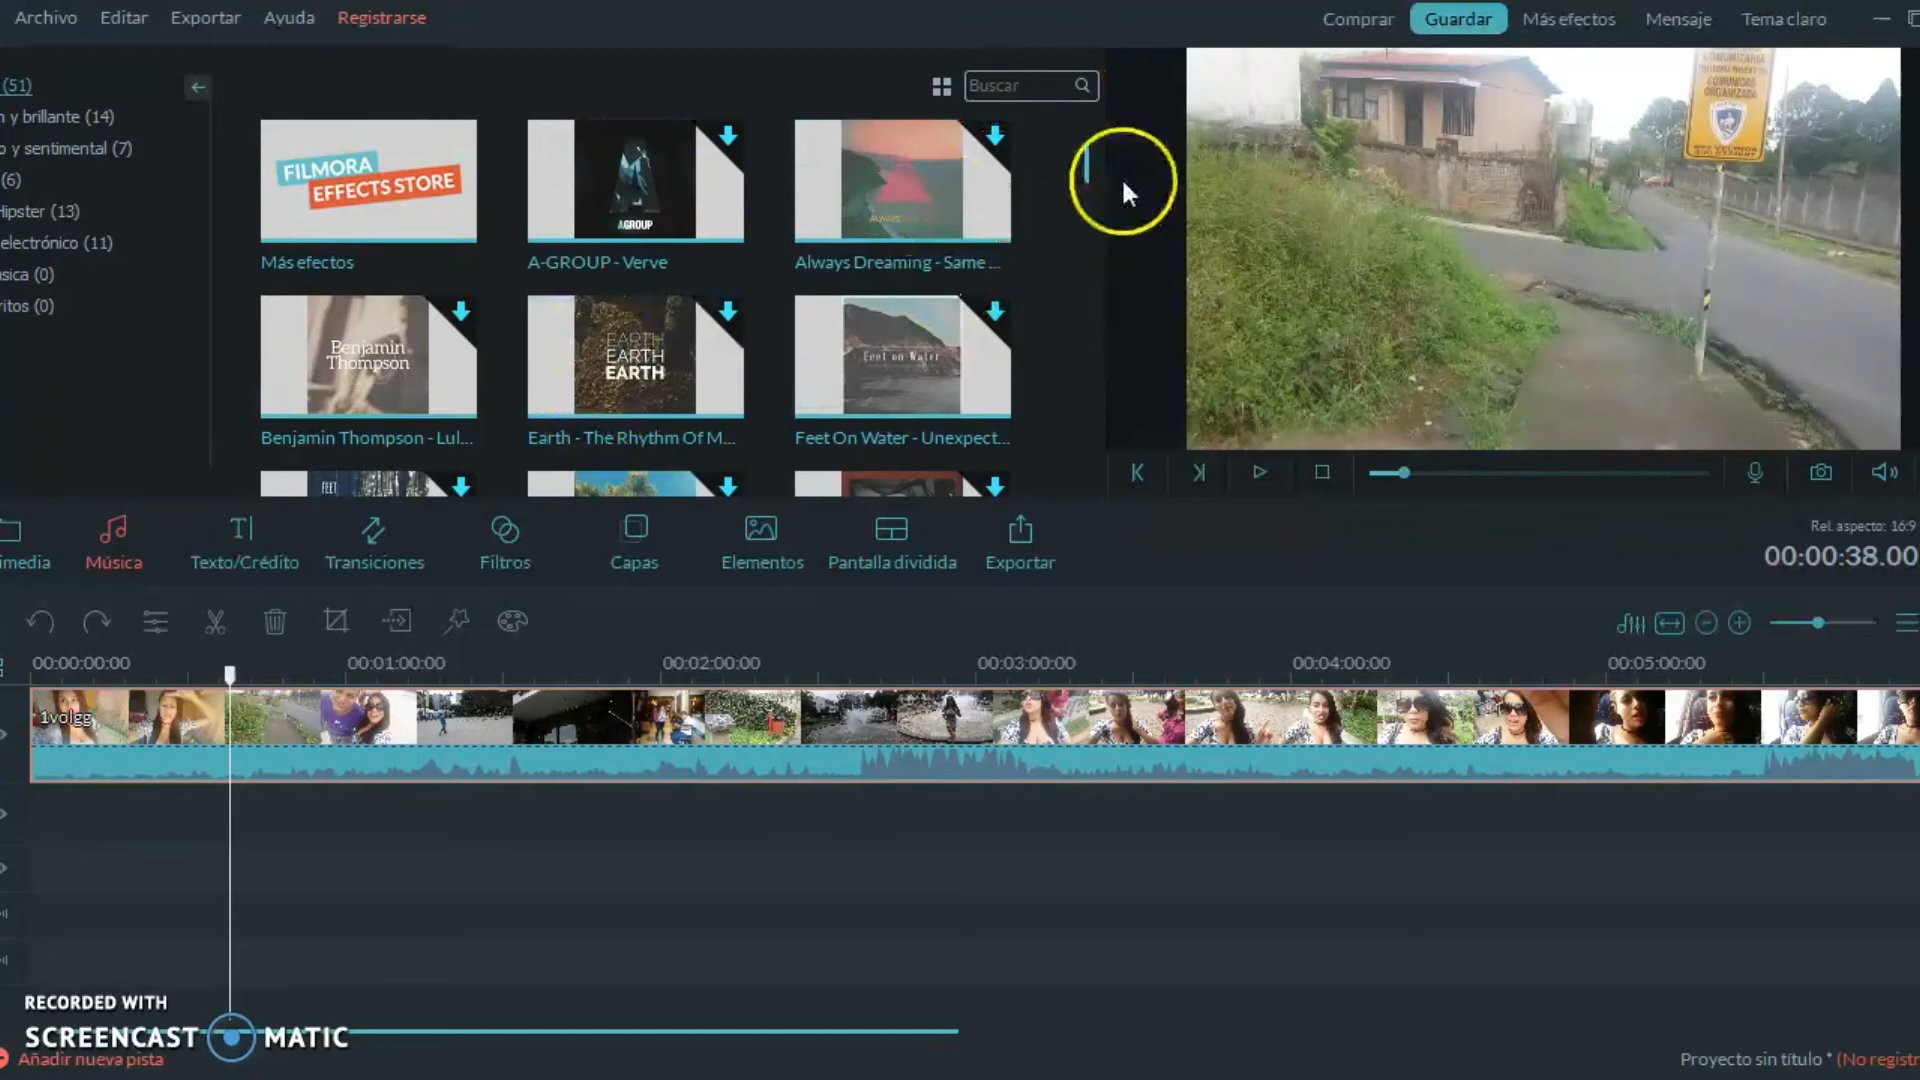 Archivo Editar Exportar Ayuda Registrarse
Comprar Guardar Más efectos Mensaje Tema claro
(51)
n y brillante (14)
o y sentimental (7)
(6)
Hipster (13)
electrónico (11)
usica (0)
ritos (0)
Buscar
FILMORA
EFFECTS STORE
AGROUP
Más efectos
A-GROUP - Verve
Always Dreaming - Same ...
Benjamin
Thompson
EARTH
EARTH
EARTH
Feet on Water
Benjamin Thompson - Lul...
Earth - The Rhythm Of M...
Feet On Water - Unexpect...
FEET
COMUNIDAD
ORGANIZADA
imedia
Música
Texto/Crédito
Transiciones
Filtros
Capas
Elementos
Pantalla dividida
Exportar
Rel. aspecto: 16:9
00:00:38.00
00:00:00:00 00:01:00:00 00:02:00:00 00:03:00:00 00:04:00:00 00:05:00:00
1volgg
RECORDED WITH
SCREENCAST MATIC
Añadir nueva pista
Proyecto sin título * (No registr